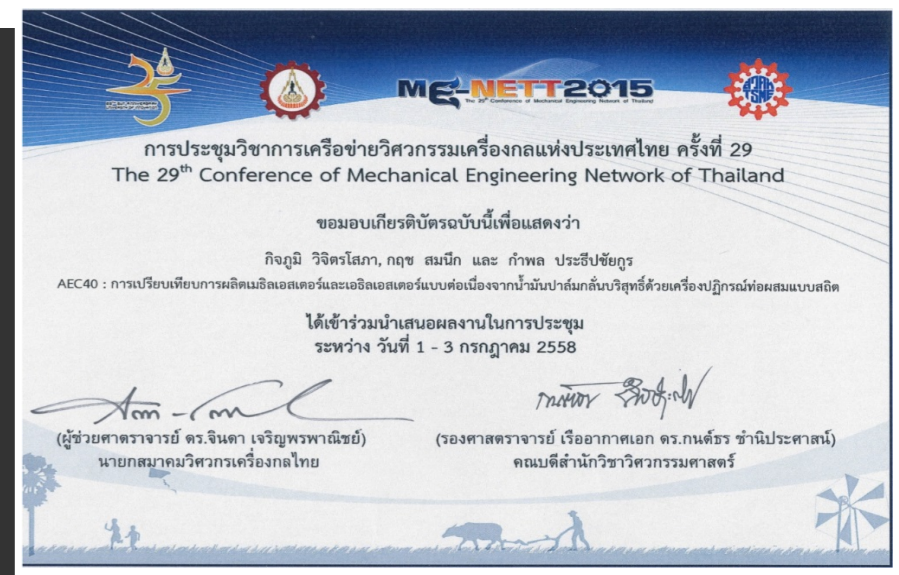 ME-NETT2015
The 29th Conference of Mechanical Engineering Network of Thailand
TSME
การประชุมวิชาการเครือข่ายวิศวกรรมเครื่องกลแห่งประเทศไทย ครั้งที่ 29
The 29th Conference of Mechanical Engineering Network of Thailand
ขอมอบเกียรติบัตรฉบับนี้เพื่อแสดงว่า
กิจภูมิ วิจิตรโสภา, กฤช สมนึก และ กำพล ประธีปชัยกูร
AEC40 : การเปรียบเทียบการผลิตเมธิลเอสเตอร์และเอธิลเอสเตอร์แบบต่อเนื่องจากน้ำมันปาล์มกลั่นบริสุทธิ์ด้วยเครื่องปฏิกรณ์ท่อผสมแบบสถิต
ได้เข้าร่วมนำเสนอผลงานในการประชุม
ระหว่าง วันที่ 1 - 3 กรกฎาคม 2558
(ผู้ช่วยศาตราจารย์ ดร.จินดา เจริญพรพาณิชย์)
นายกสมาคมวิศวกรเครื่องกลไทย
(รองศาสตราจารย์ เรืออากาศเอก ดร.กนต์ธร ชำนิประศาสน์)
คณบดีสำนักวิชาวิศวกรรมศาสตร์